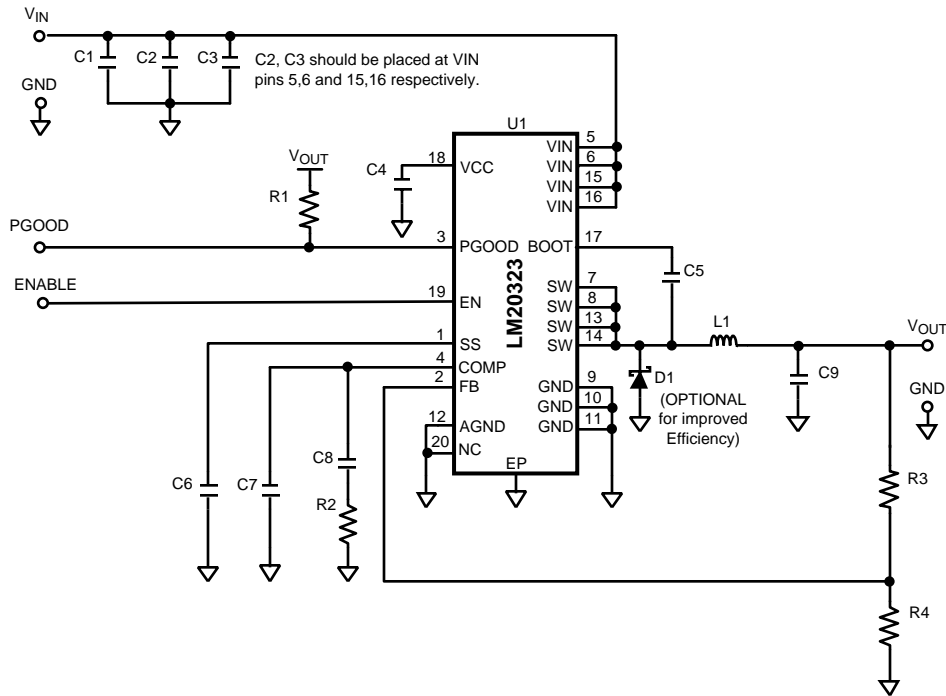 VIN
C1
C2
C3
C2, C3 should be placed at VIN
pins 5,6 and 15,16 respectively.
GND
U1
VOUT
R1
C4
18
VCC
VIN
5
VIN
6
VIN
15
VIN
16
PGOOD
3
PGOOD
BOOT
17
C5
ENABLE
19
EN
LM20323
SW
7
SW
8
SW
13
SW
14
L1
VOUT
1
SS
4
COMP
2
FB
D1
(OPTIONAL
for improved
Efficiency)
C9
GND
GND
9
GND
10
GND
11
12
AGND
20
NC
EP
C6
C7
C8
R2
R3
R4